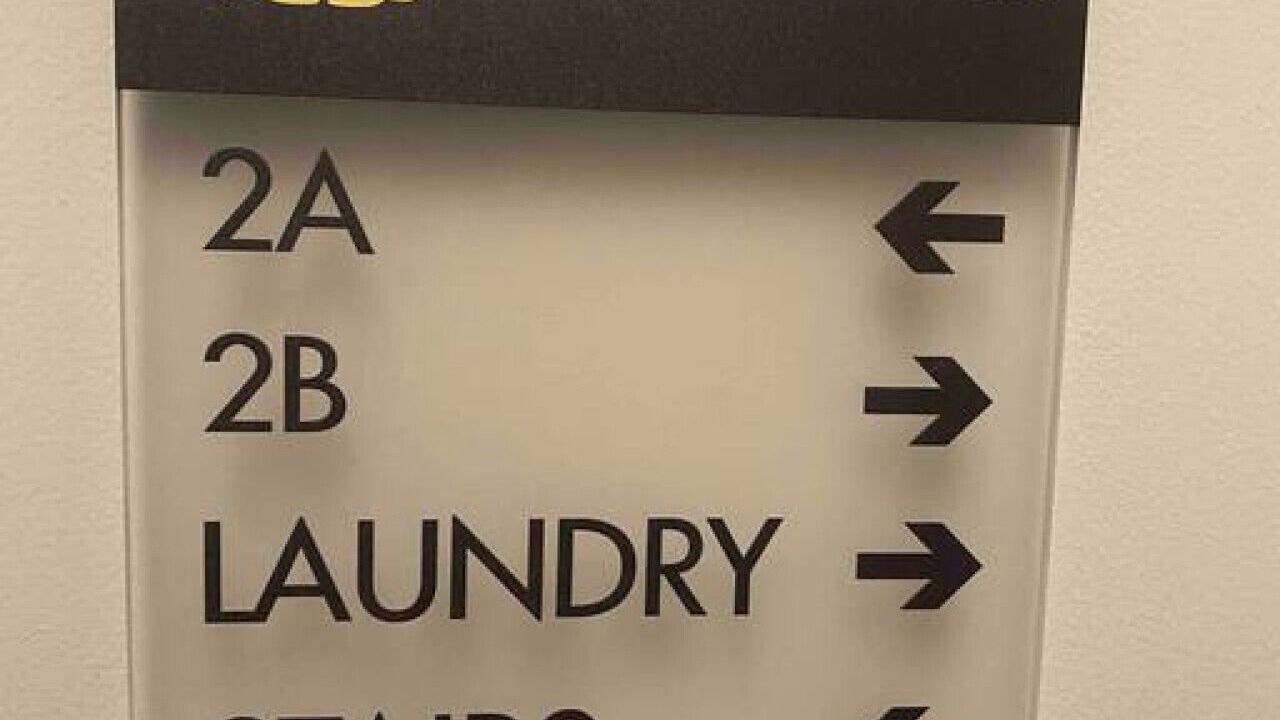 2A ←
2B →
LAUNDRY →